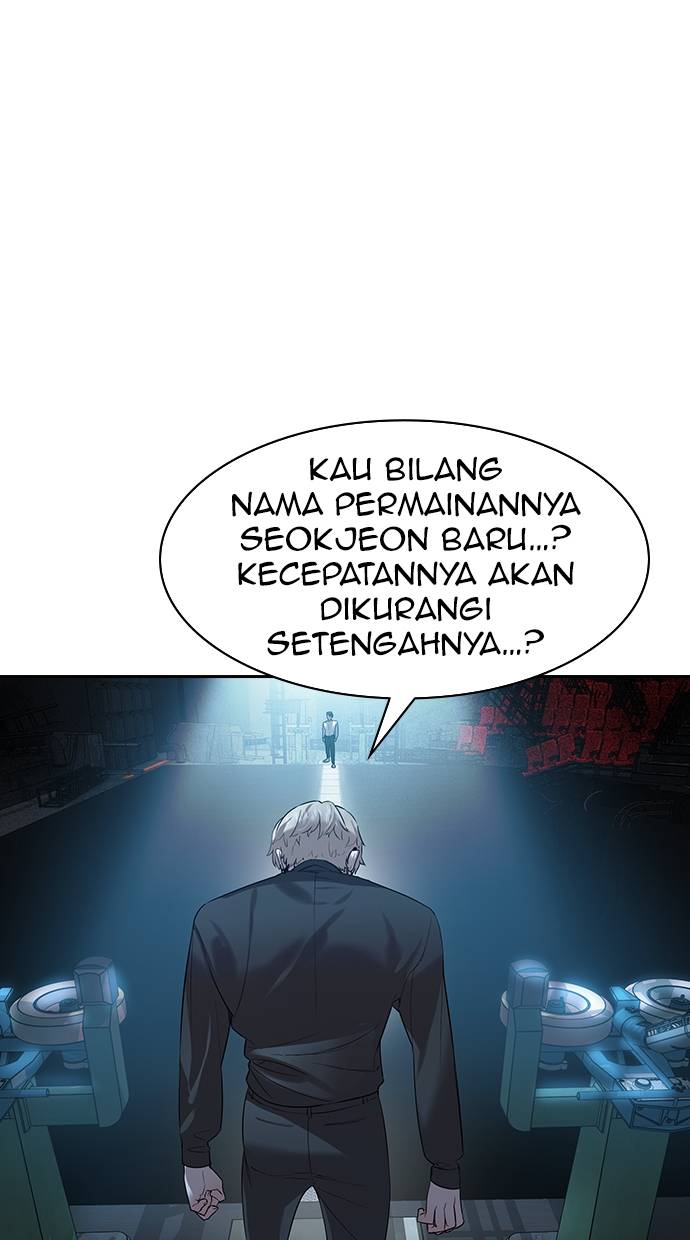 KAU BILANG
NAMA PERMAINANNYA
SEOKJEON BARU...?
KECEPATANNYA AKAN
DIKURANGI
SETENGAHNYA...?